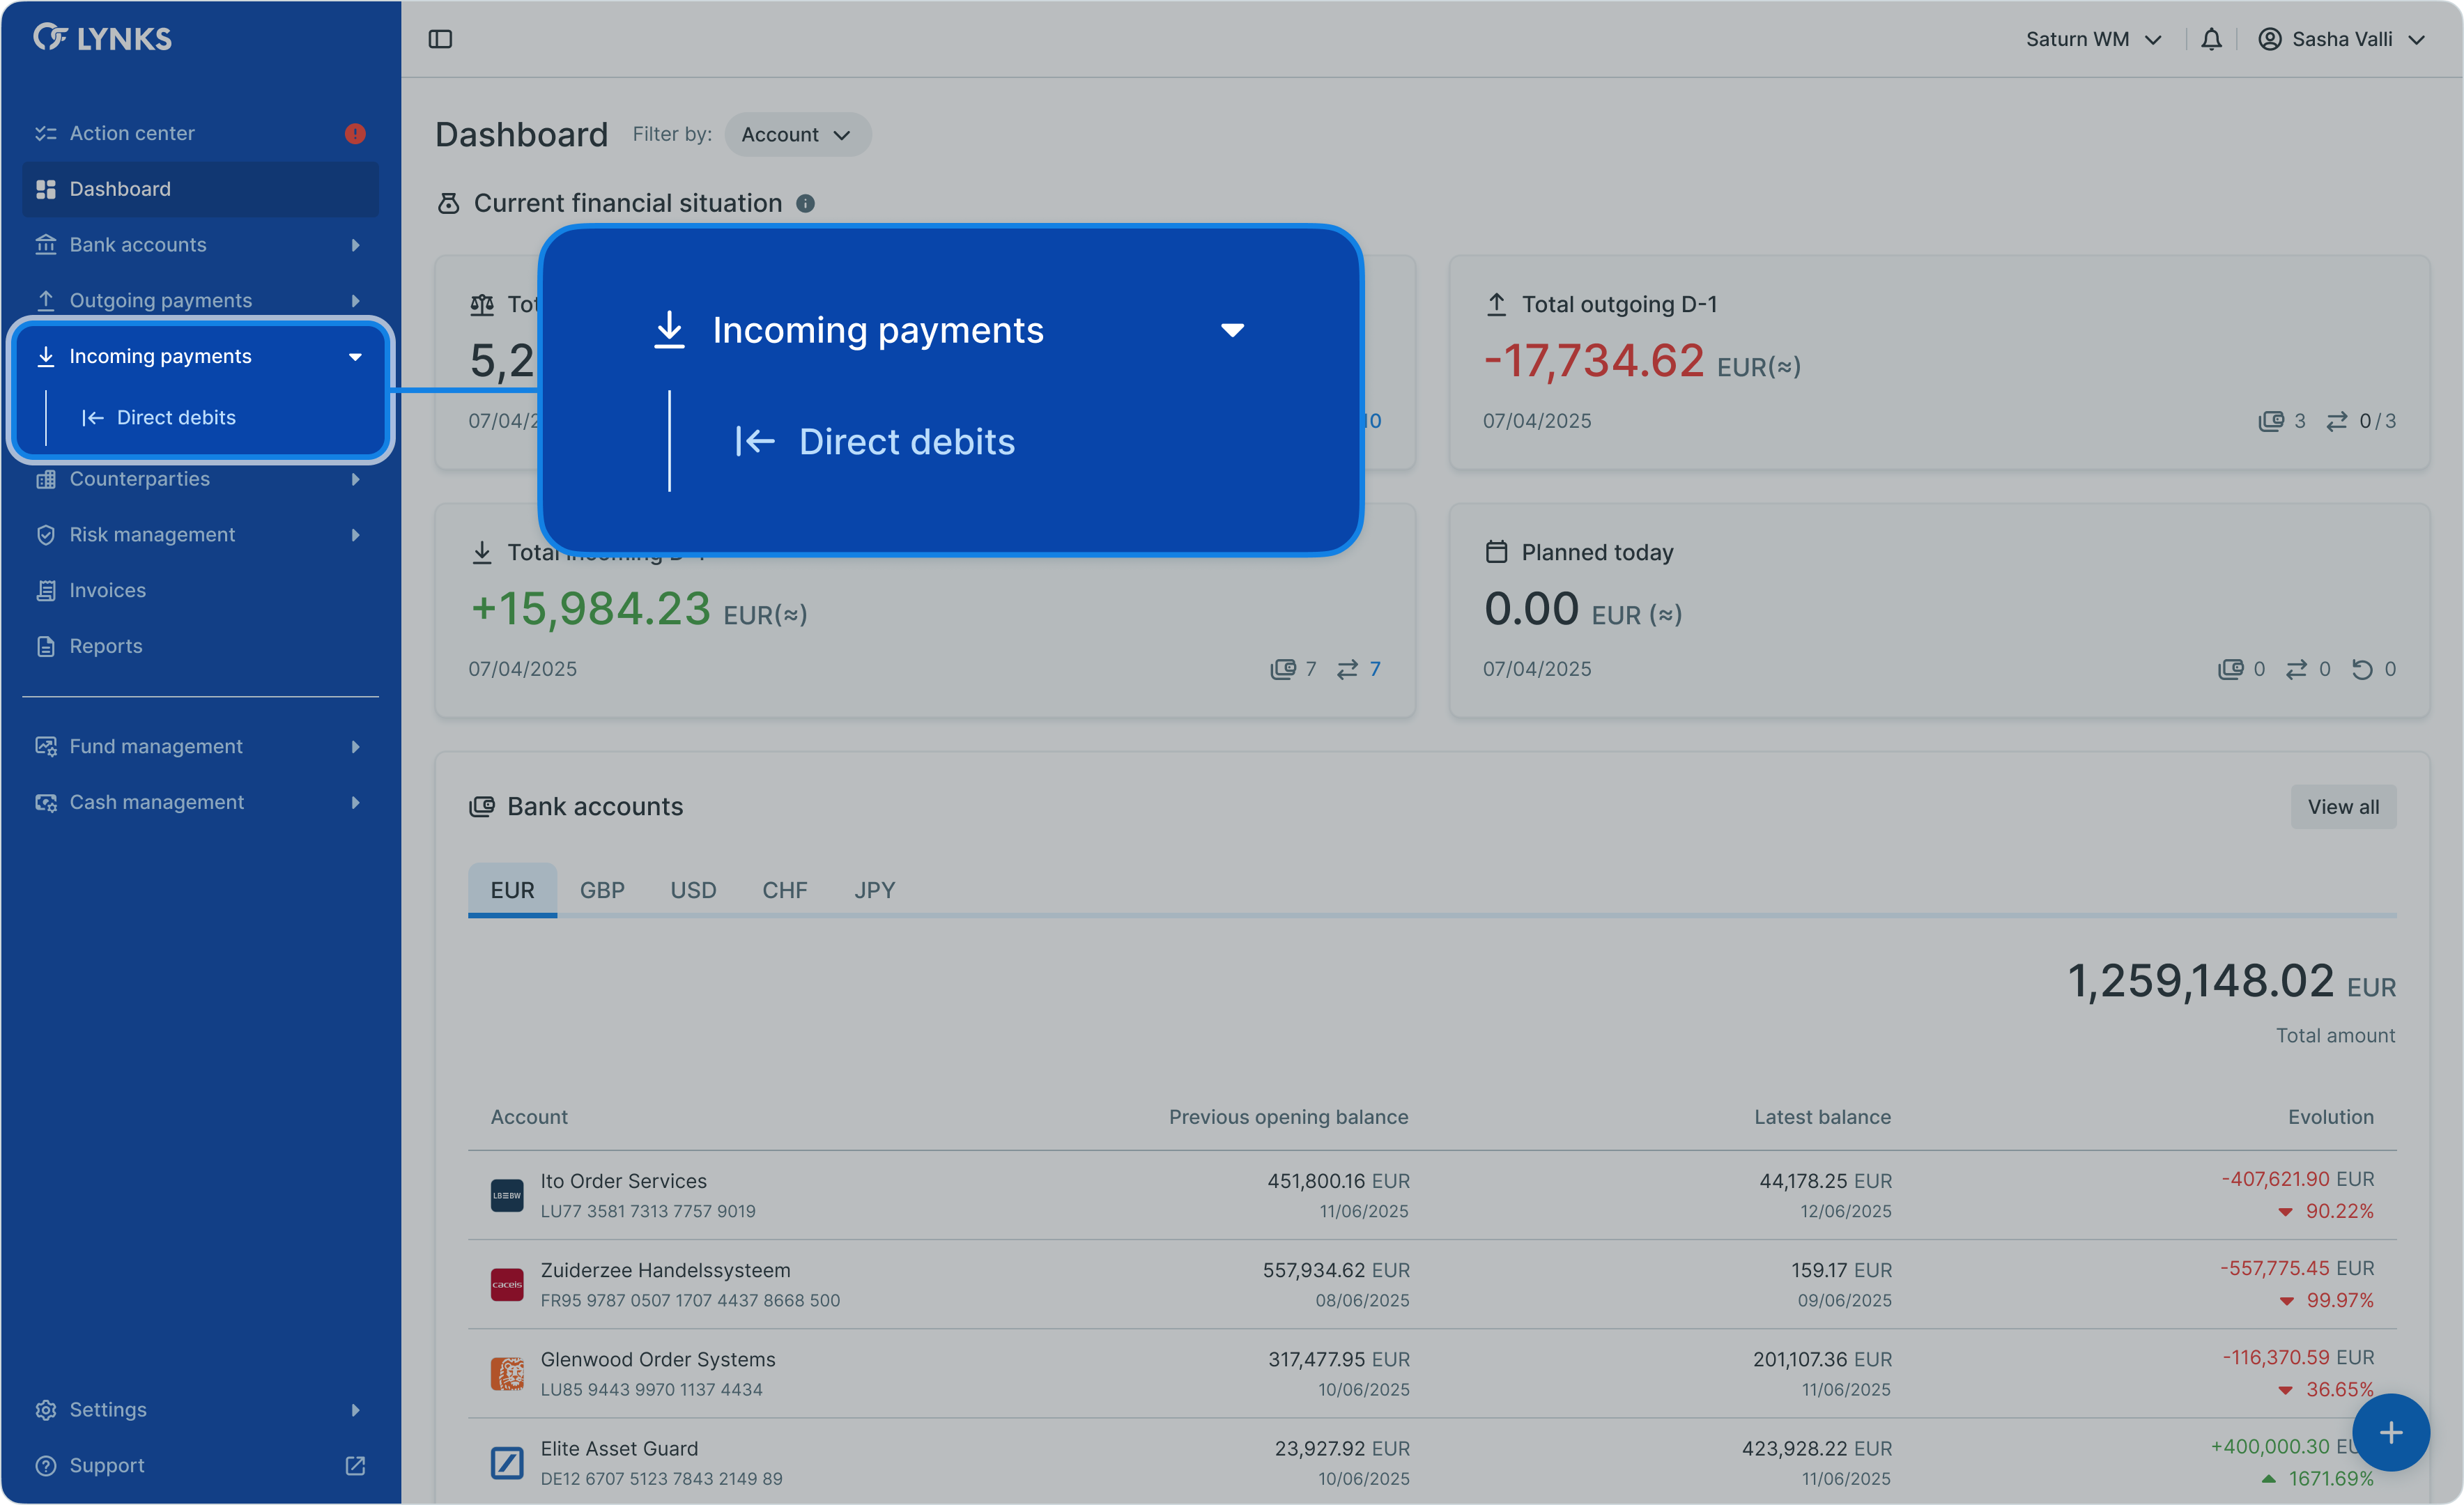 LYNKS
Saturn WM
Sasha Valli
Action center
Dashboard
Bank accounts
Outgoing payments
Incoming payments
Direct debits
Counterparties
Risk management
Invoices
Reports
Fund management
Cash management
Settings
Support
Dashboard Filter by: Account
Current financial situation
Incoming payments
Direct debits
5,2
07/04/2
10
Total outgoing D-1
-17,734.62 EUR(≈)
07/04/2025 3 0/3
Total incoming D-1
+15,984.23 EUR(≈)
07/04/2025 7 7
Planned today
0.00 EUR (≈)
07/04/2025 0 0 0
Bank accounts View all
EUR GBP USD CHF JPY
1,259,148.02 EUR
Total amount
Account Previous opening balance Latest balance Evolution
Ito Order Services 451,800.16 EUR 44,178.25 EUR -407,621.90 EUR
LB≡BW
LU77 3581 7313 7757 9019 11/06/2025 12/06/2025 90.22%
Zuiderzee Handelssysteem 557,934.62 EUR 159.17 EUR -557,775.45 EUR
caceis
FR95 9787 0507 1707 4437 8668 500 08/06/2025 09/06/2025 99.97%
Glenwood Order Systems 317,477.95 EUR 201,107.36 EUR -116,370.59 EUR
LU85 9443 9970 1137 4434 10/06/2025 11/06/2025 36.65%
Elite Asset Guard 23,927.92 EUR 423,928.22 EUR +400,000.30 EU
DE12 6707 5123 7843 2149 89 10/06/2025 11/06/2025 1671.69%